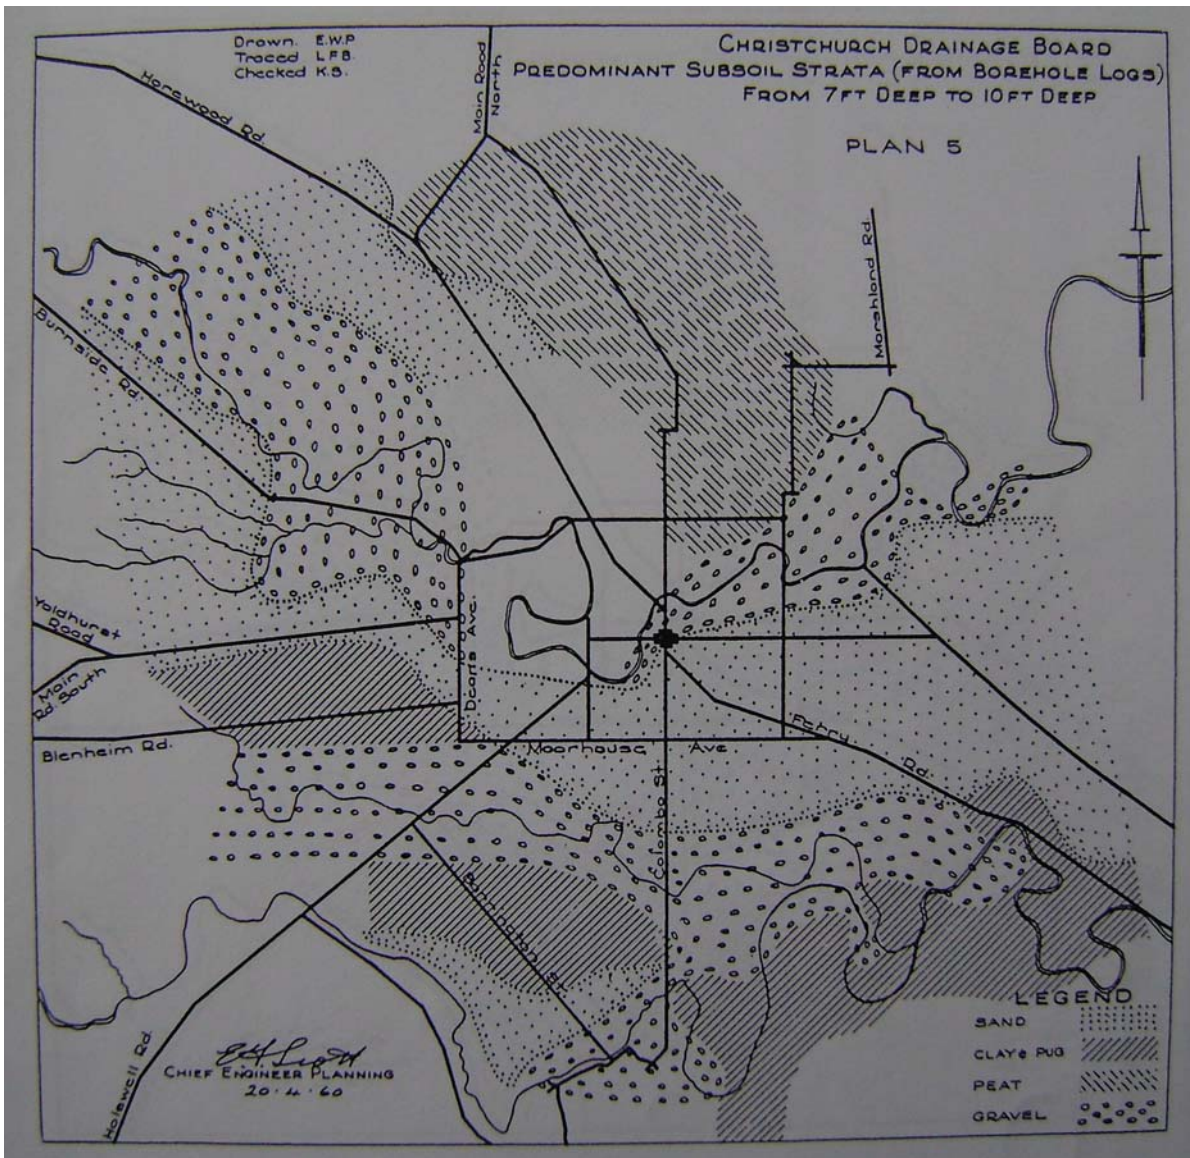 Drawn. E.W.P
Traced L.F.B.
Checked K.S.
CHRISTCHURCH DRAINAGE BOARD
PREDOMINANT SUBSOIL STRATA (FROM BOREHOLE LOGS)
FROM 7FT DEEP TO 10FT DEEP
PLAN 5
Main Road
North
Harewood Rd.
Marshland Rd.
Burnside Rd.
Yaldhurst
Road
Main
Rd South
Blenheim Rd.
Deans Ave.
Moorhouse Ave
Ferry Rd.
Colombo St
Barrington St
Halswell Rd.
CHIEF ENGINEER PLANNING
20·4·60
LEGEND
SAND
CLAY & PUG
PEAT
GRAVEL